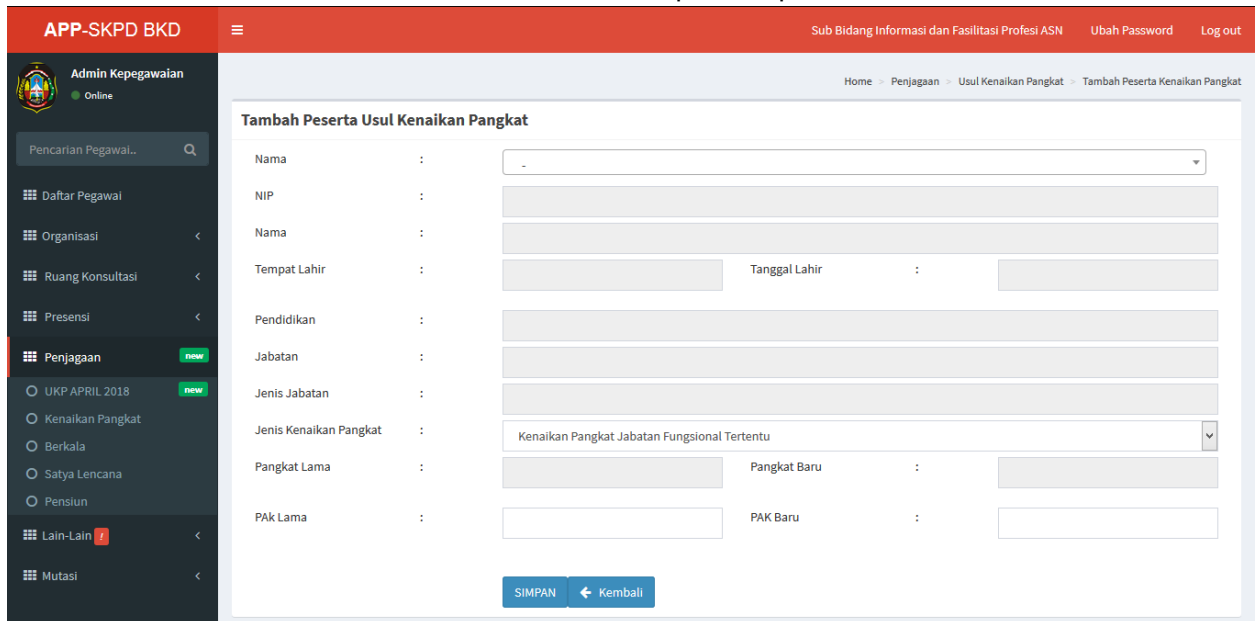 APP-SKPD BKD
Sub Bidang Informasi dan Fasilitasi Profesi ASN Ubah Password Log out
Admin Kepegawaian
Online
Home > Penjagaan > Usul Kenaikan Pangkat > Tambah Peserta Kenaikan Pangkat
Pencarian Pegawai..
Daftar Pegawai
Organisasi <
Ruang Konsultasi <
Presensi <
Penjagaan new
UKP APRIL 2018 new
Kenaikan Pangkat
Berkala
Satya Lencana
Pensiun
Lain-Lain ! <
Mutasi <
Tambah Peserta Usul Kenaikan Pangkat
Nama : -
NIP :
Nama :
Tempat Lahir : Tanggal Lahir :
Pendidikan :
Jabatan :
Jenis Jabatan :
Jenis Kenaikan Pangkat : Kenaikan Pangkat Jabatan Fungsional Tertentu
Pangkat Lama : Pangkat Baru :
PAk Lama : PAK Baru :
SIMPAN Kembali